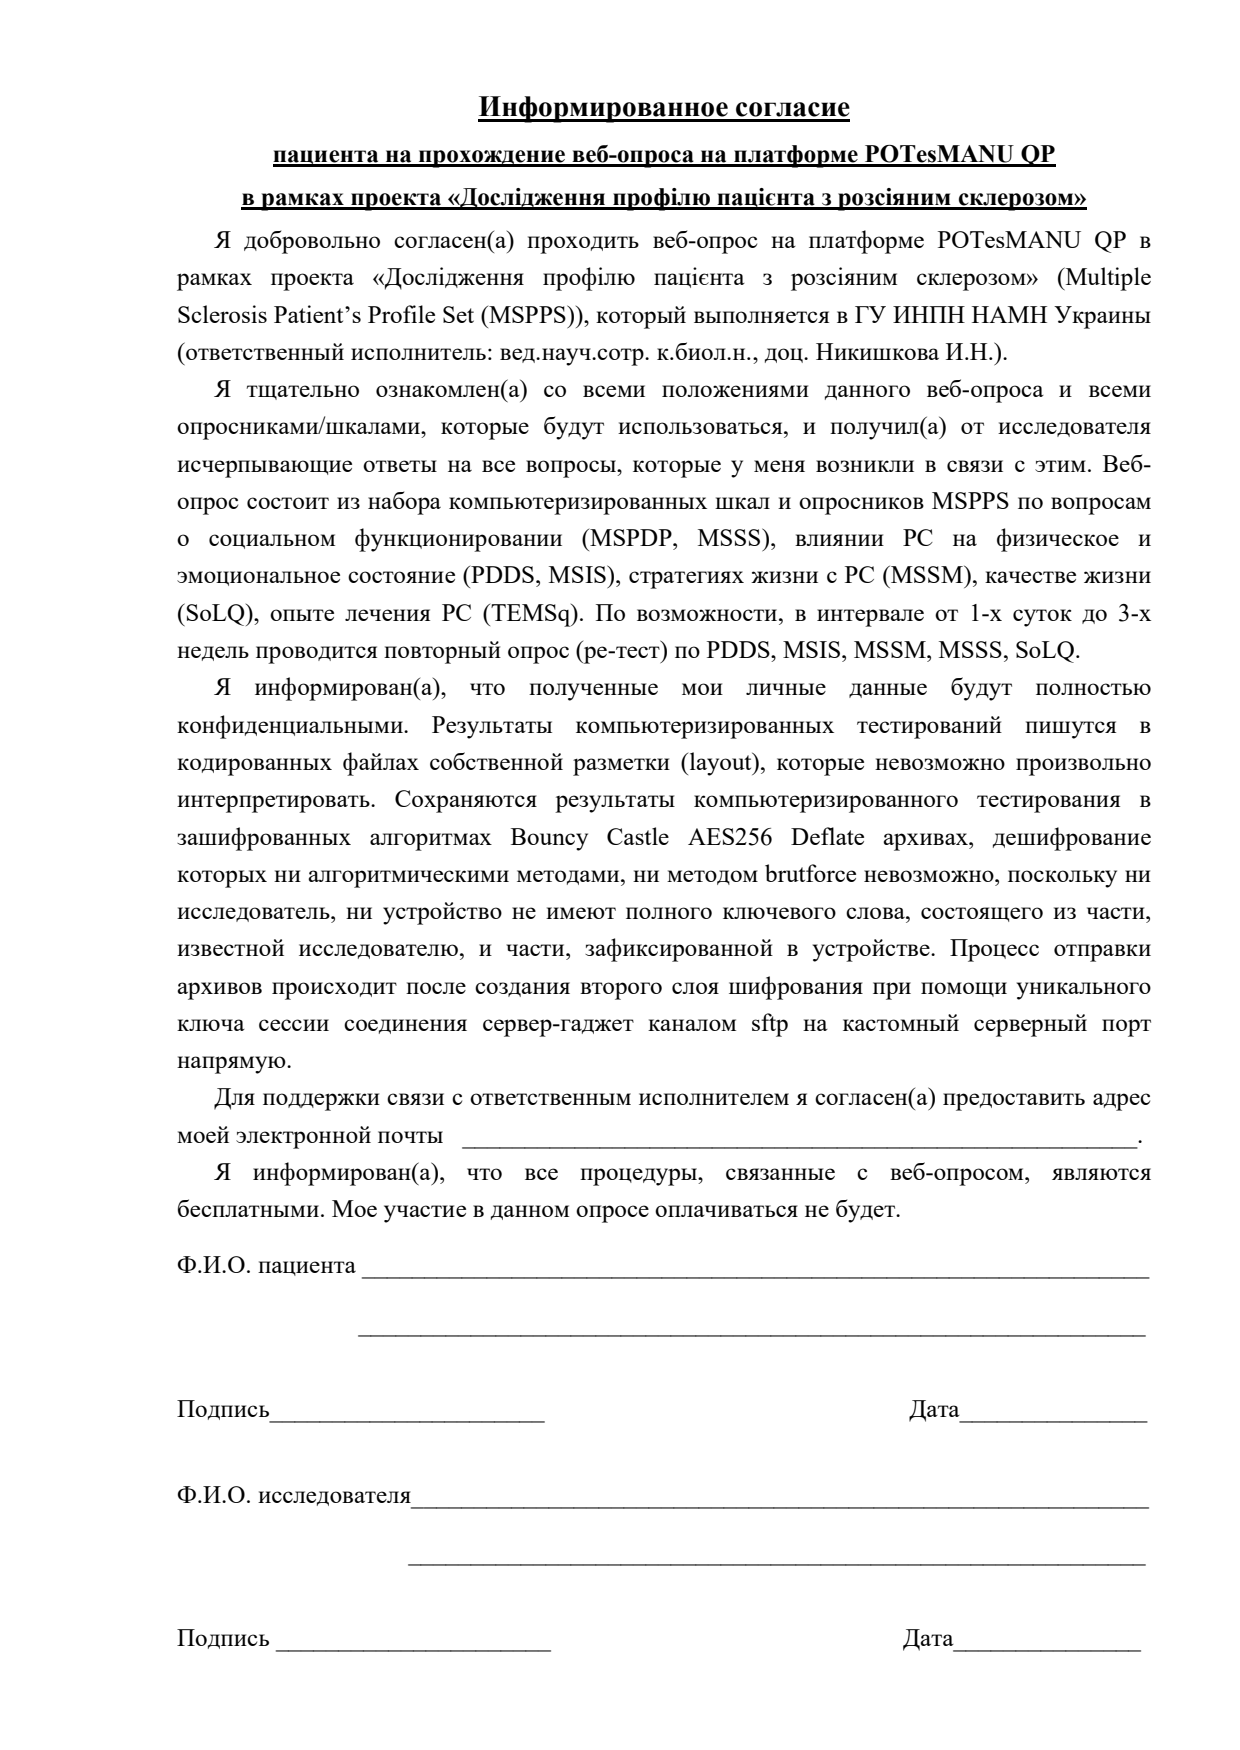 Информированное согласие
пациента на прохождение веб-опроса на платформе POTesMANU QP
в рамках проекта «Дослідження профілю пацієнта з розсіяним склерозом»
Я добровольно согласен(а) проходить веб-опрос на платформе POTesMANU QP в
рамках проекта «Дослідження профілю пацієнта з розсіяним склерозом» (Multiple
Sclerosis Patient’s Profile Set (MSPPS)), который выполняется в ГУ ИНПН НАМН Украины
(ответственный исполнитель: вед.науч.сотр. к.биол.н., доц. Никишкова И.Н.).
Я тщательно ознакомлен(а) со всеми положениями данного веб-опроса и всеми
опросниками/шкалами, которые будут использоваться, и получил(а) от исследователя
исчерпывающие ответы на все вопросы, которые у меня возникли в связи с этим. Веб-
опрос состоит из набора компьютеризированных шкал и опросников MSPPS по вопросам
о социальном функционировании (MSPDP, MSSS), влиянии РС на физическое и
эмоциональное состояние (PDDS, MSIS), стратегиях жизни с РС (MSSM), качестве жизни
(SoLQ), опыте лечения РС (TEMSq). По возможности, в интервале от 1-х суток до 3-х
недель проводится повторный опрос (ре-тест) по PDDS, MSIS, MSSM, MSSS, SoLQ.
Я информирован(а), что полученные мои личные данные будут полностью
конфиденциальными. Результаты компьютеризированных тестирований пишутся в
кодированных файлах собственной разметки (layout), которые невозможно произвольно
интерпретировать. Сохраняются результаты компьютеризированного тестирования в
зашифрованных алгоритмах Bouncy Castle AES256 Deflate архивах, дешифрование
которых ни алгоритмическими методами, ни методом brutforce невозможно, поскольку ни
исследователь, ни устройство не имеют полного ключевого слова, состоящего из части,
известной исследователю, и части, зафиксированной в устройстве. Процесс отправки
архивов происходит после создания второго слоя шифрования при помощи уникального
ключа сессии соединения сервер-гаджет каналом sftp на кастомный серверный порт
напрямую.
Для поддержки связи с ответственным исполнителем я согласен(а) предоставить адрес
моей электронной почты ______________________________________________________.
Я информирован(а), что все процедуры, связанные с веб-опросом, являются
бесплатными. Мое участие в данном опросе оплачиваться не будет.
Ф.И.О. пациента _______________________________________________________________
_______________________________________________________________
Подпись______________________ Дата_______________
Ф.И.О. исследователя___________________________________________________________
___________________________________________________________
Подпись ______________________ Дата_______________